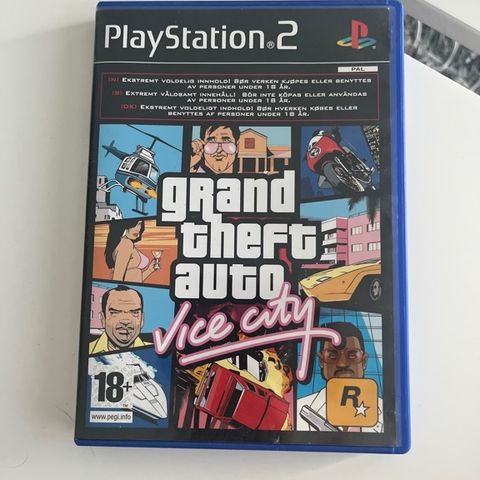 PlayStation®2
PAL
(N) EKSTREMT VOLDELIG INNHOLD! BØR VERKEN KJØPES ELLER BENYTTES
AV PERSONER UNDER 18 ÅR.
(S) EXTREMT VÅLDSAMT INNEHÅLL! BÖR INTE KÖPAS ELLER ANVÄNDAS
AV PERSONER UNDER 18 ÅR.
(DK) EKSTREMT VOLDELIGT INDHOLD! BØR HVERKEN KØBES ELLER
BENYTTES AF PERSONER UNDER 18 ÅR.
grand
theft
auto
Vice City
18+
www.pegi.info
R